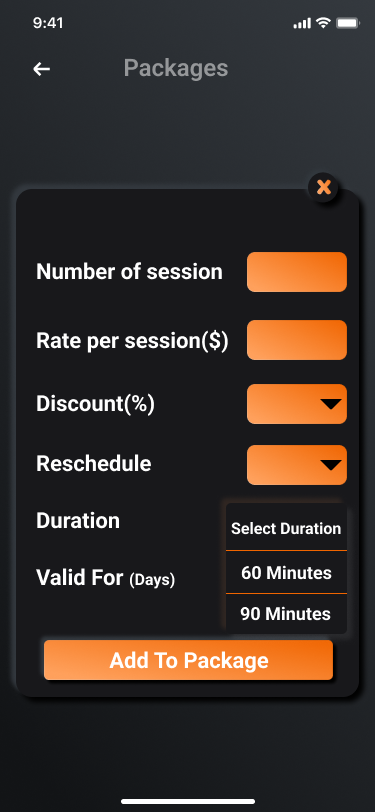 9:41
Packages
Number of session
Rate per session($)
Discount(%)
Reschedule
Duration
Select Duration
60 Minutes
Valid For (Days)
90 Minutes
Add To Package